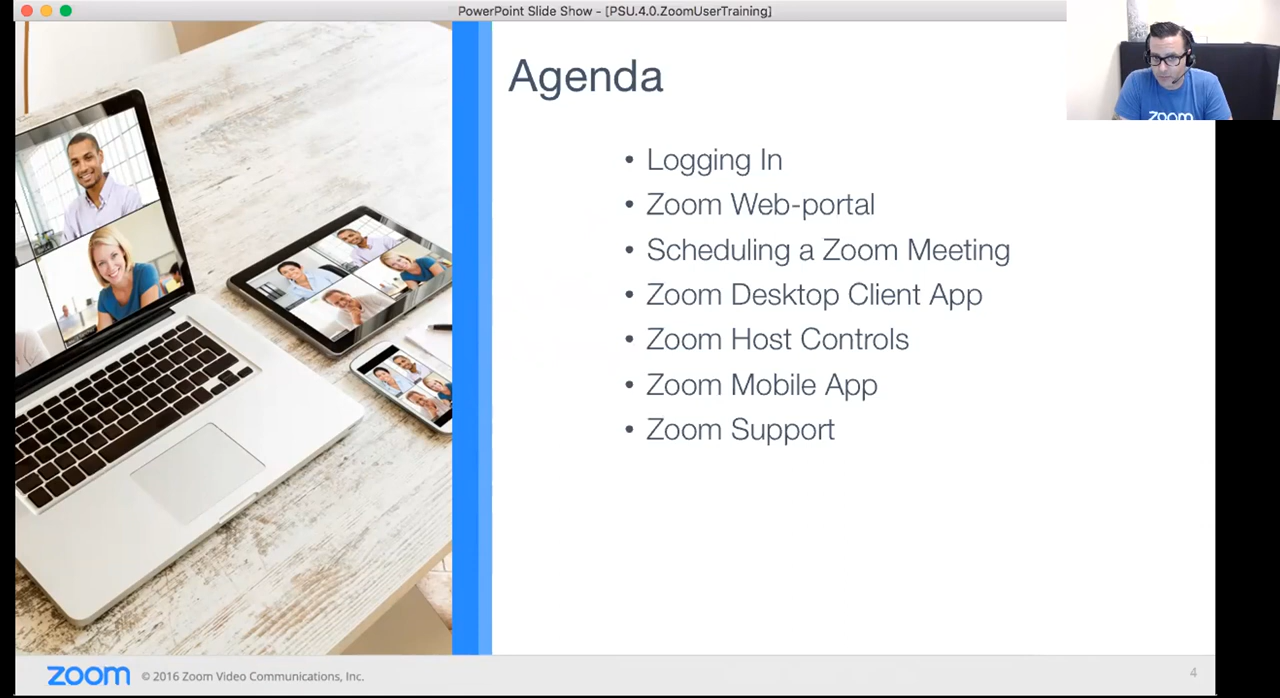 PowerPoint Slide Show - [PSU.4.0.ZoomUserTraining]
zoom
Agenda
• Logging In
• Zoom Web-portal
• Scheduling a Zoom Meeting
• Zoom Desktop Client App
• Zoom Host Controls
• Zoom Mobile App
• Zoom Support
zoom © 2016 Zoom Video Communications, Inc.
4